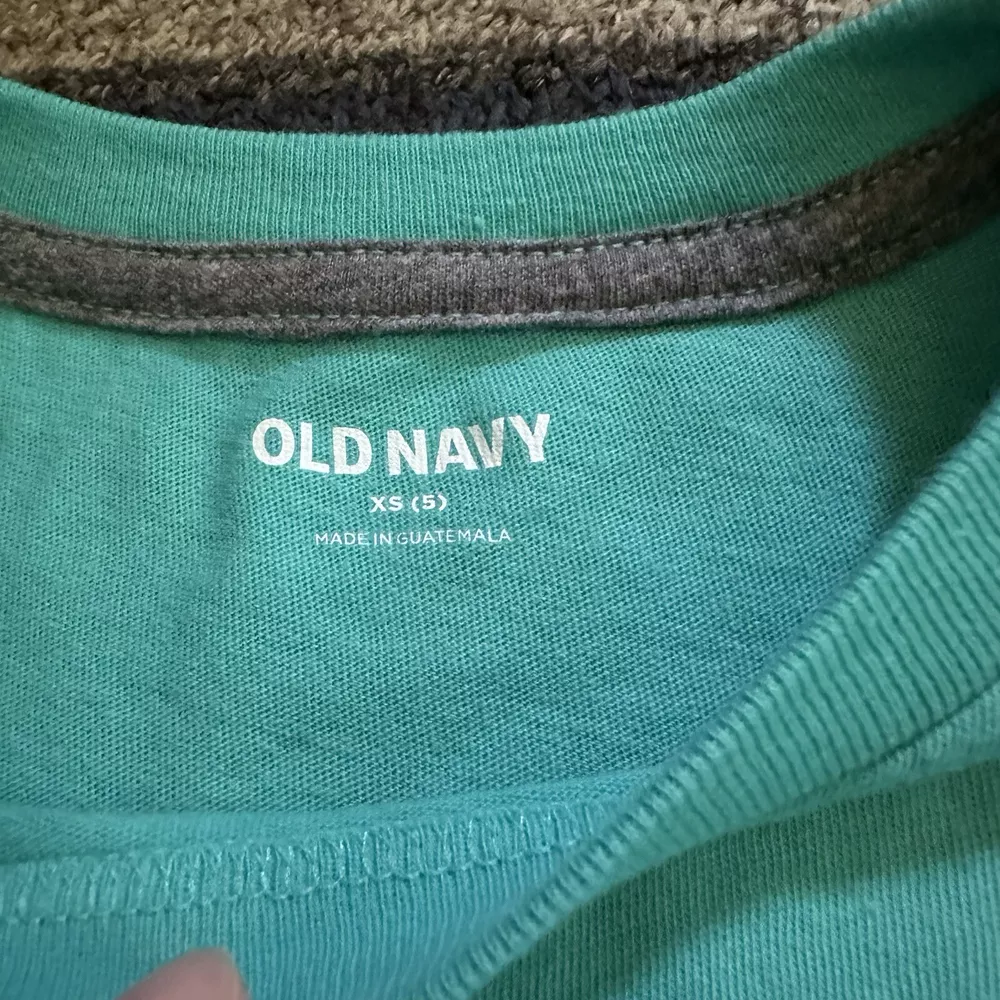 OLD NAVY
XS (5)
MADE IN GUATEMALA